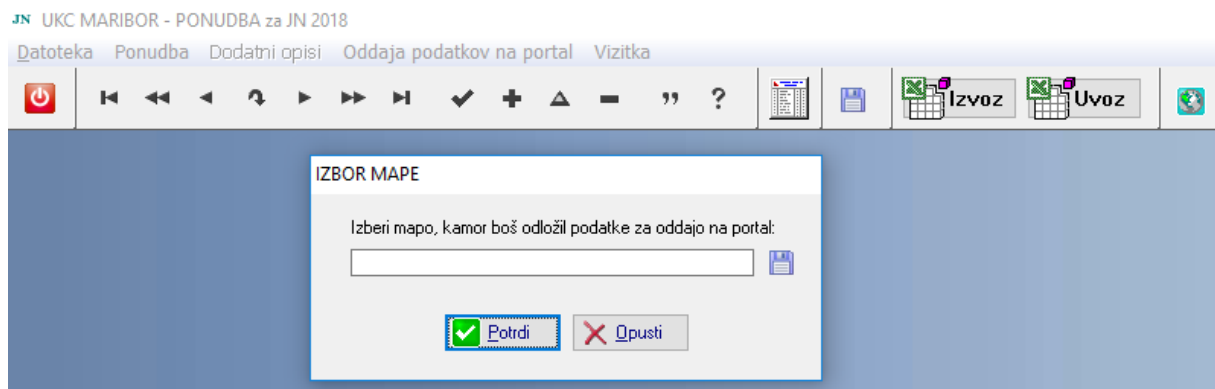 JN UKC MARIBOR - PONUDBA za JN 2018
Datoteka Ponudba Dodatni opisi Oddaja podatkov na portal Vizitka
Izvoz Uvoz
IZBOR MAPE
Izberi mapo, kamor boš odložil podatke za oddajo na portal:
Potrdi Opusti